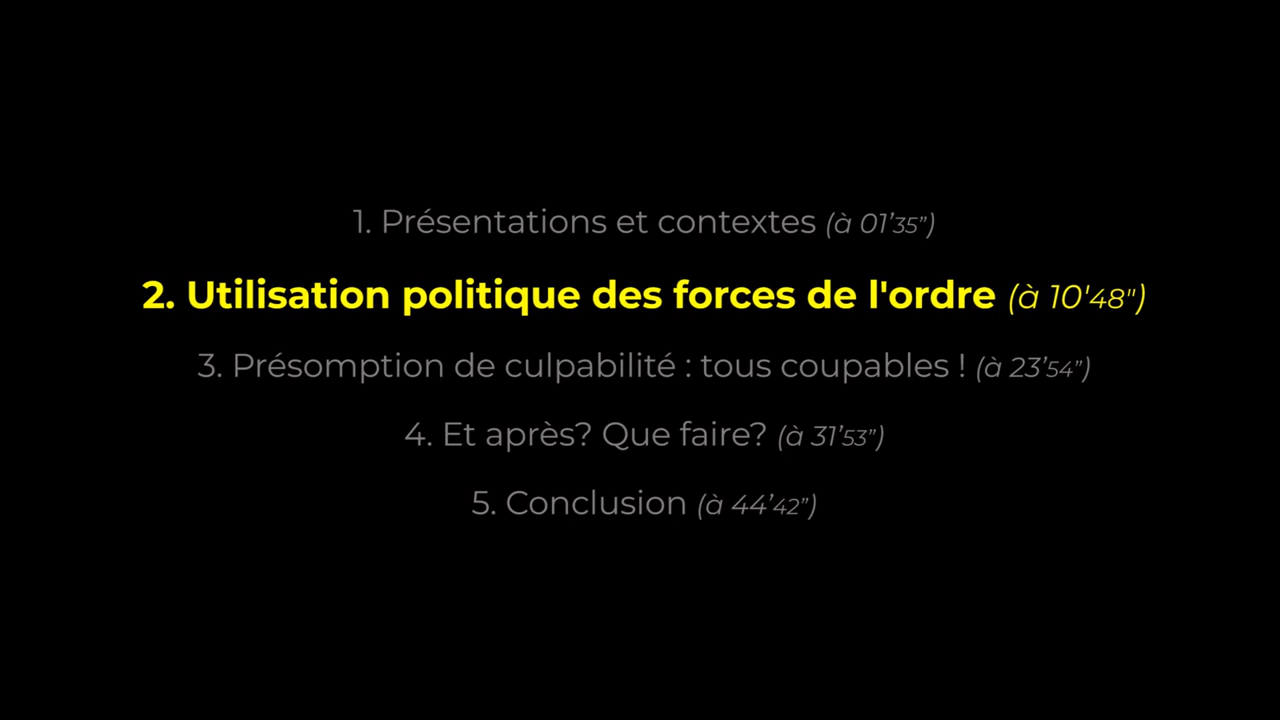 1. Présentations et contextes (à 01’35”)
2. Utilisation politique des forces de l'ordre (à 10'48")
3. Présomption de culpabilité : tous coupables ! (à 23’54”)
4. Et après? Que faire? (à 31’53”)
5. Conclusion (à 44’42”)